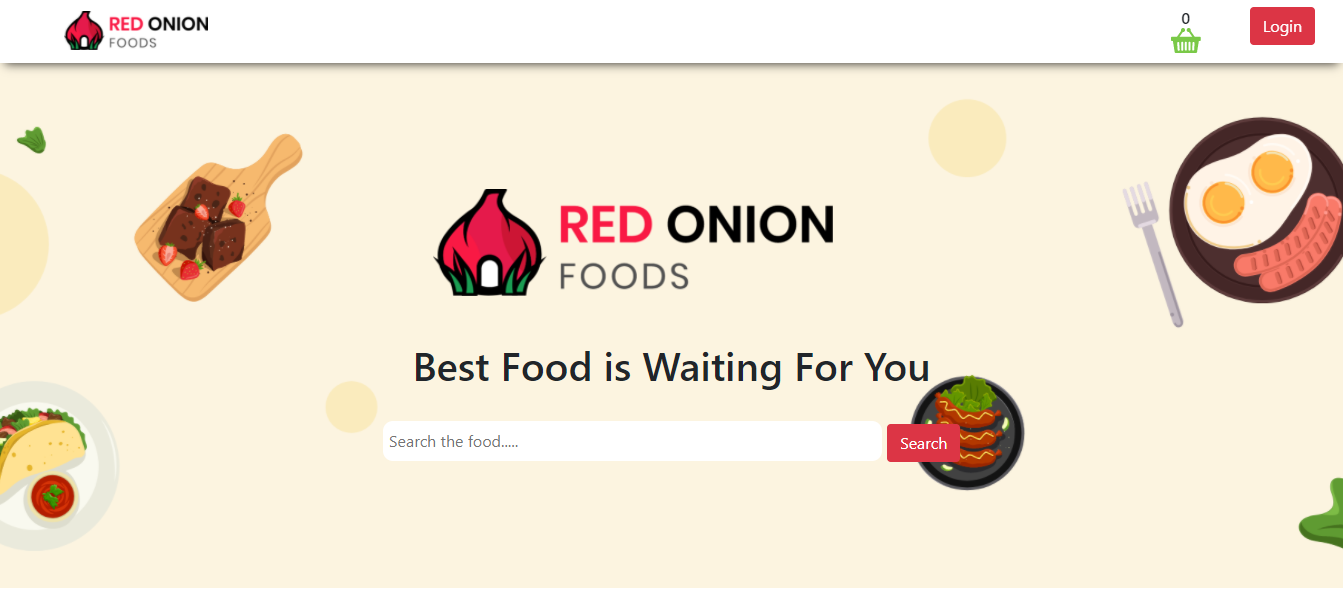 RED ONION
FOODS
0
Login
RED ONION
FOODS
Best Food is Waiting For You
Search the food.....
Search